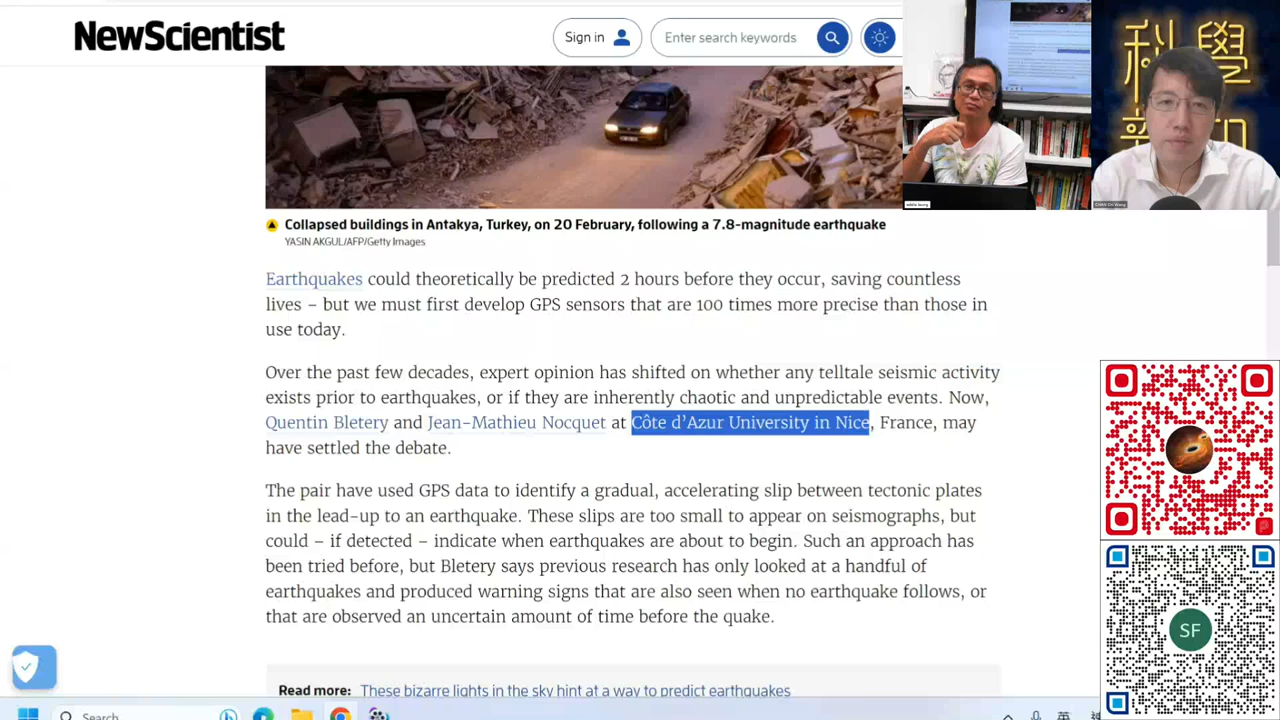 NewScientist
Sign in
Enter search keywords
科學
Collapsed buildings in Antakya, Turkey, on 20 February, following a 7.8-magnitude earthquake
YASIN AKGUL/AFP/Getty Images
Earthquakes could theoretically be predicted 2 hours before they occur, saving countless
lives – but we must first develop GPS sensors that are 100 times more precise than those in
use today.
Over the past few decades, expert opinion has shifted on whether any telltale seismic activity
exists prior to earthquakes, or if they are inherently chaotic and unpredictable events. Now,
Quentin Bletery and Jean-Mathieu Nocquet at Côte d’Azur University in Nice, France, may
have settled the debate.
The pair have used GPS data to identify a gradual, accelerating slip between tectonic plates
in the lead-up to an earthquake. These slips are too small to appear on seismographs, but
could – if detected – indicate when earthquakes are about to begin. Such an approach has
been tried before, but Bletery says previous research has only looked at a handful of
earthquakes and produced warning signs that are also seen when no earthquake follows, or
that are observed an uncertain amount of time before the quake.
SF
Read more: These bizarre lights in the sky hint at a way to predict earthquakes
Search
英